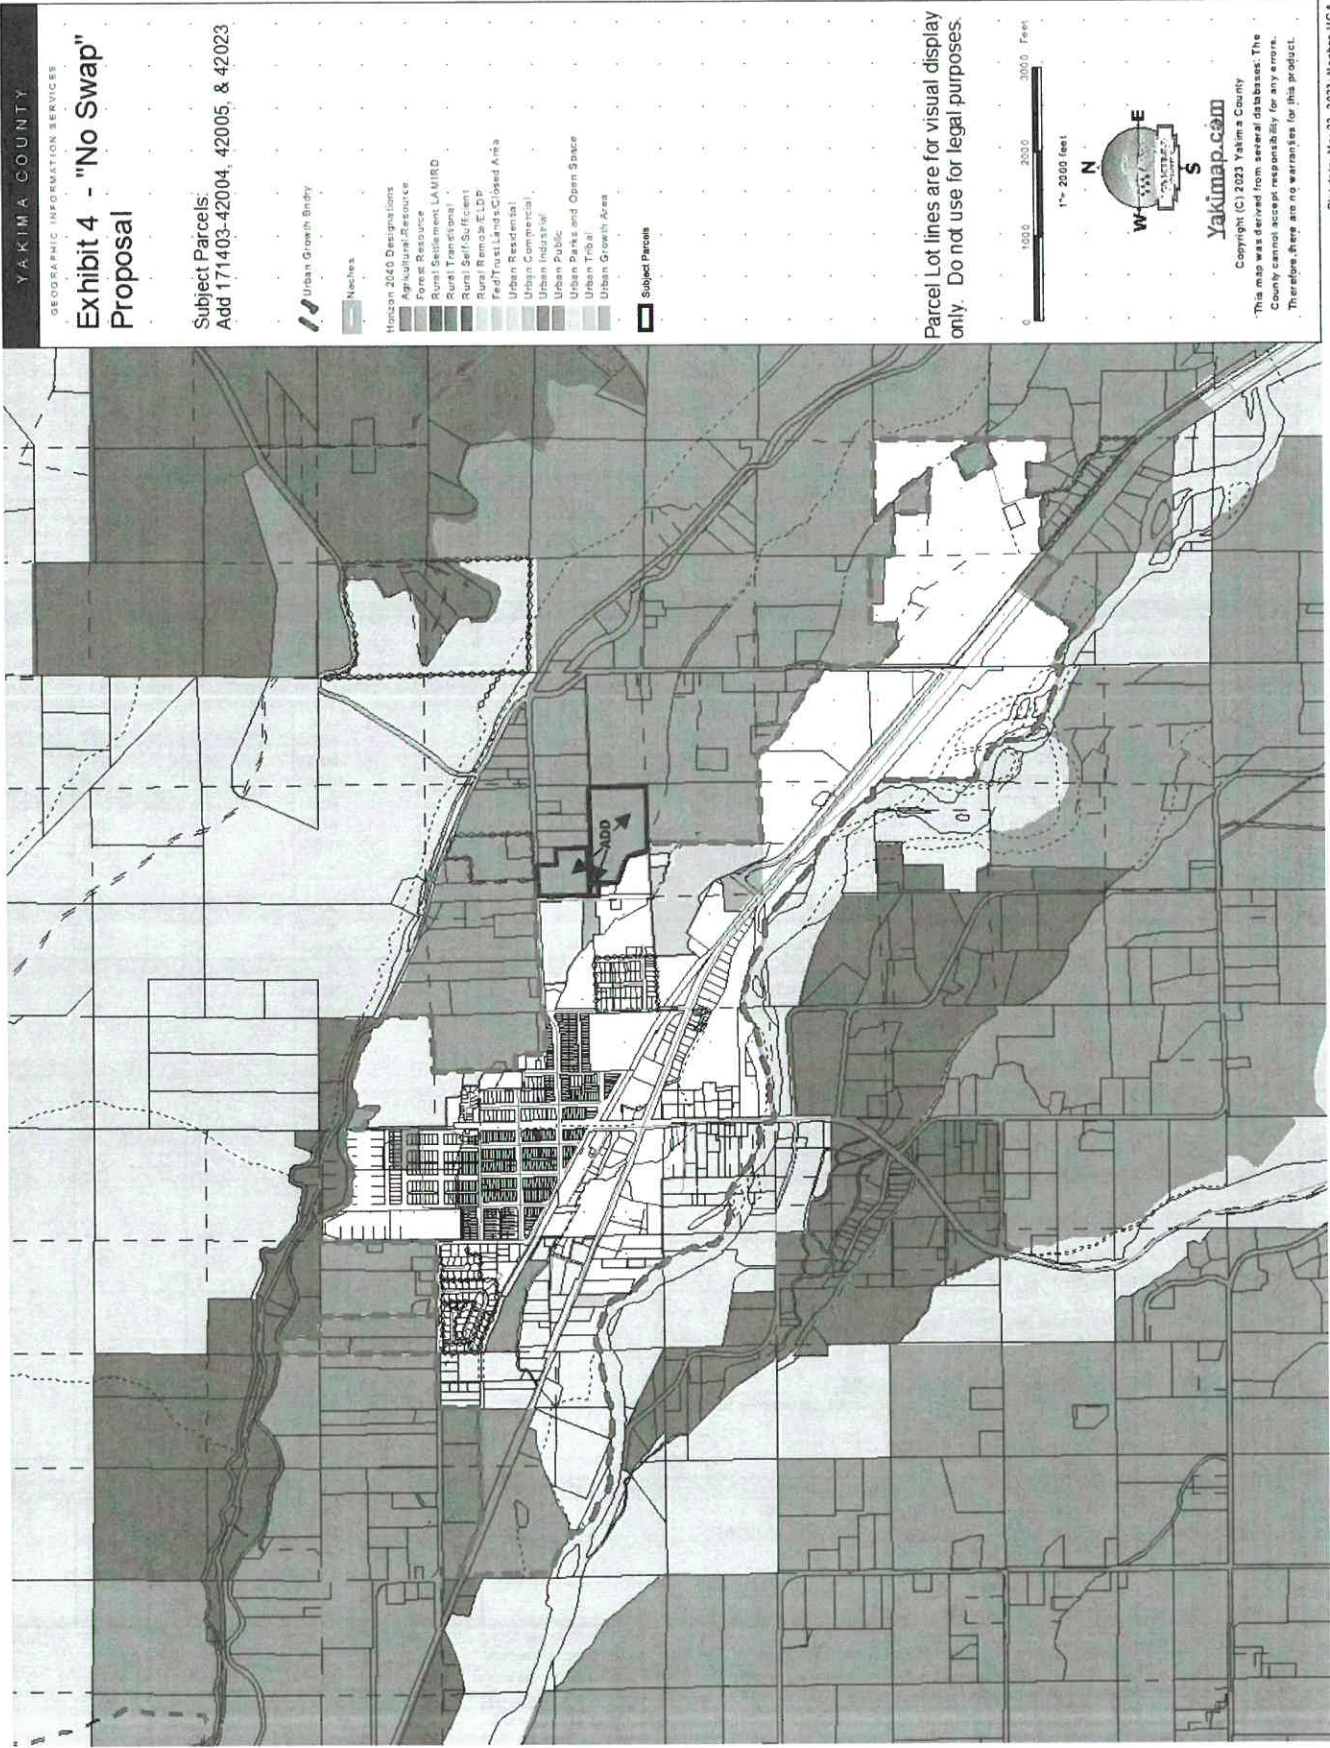 YAKIMA COUNTY
GEOGRAPHIC INFORMATION SERVICES
Exhibit 4 - "No Swap"
Proposal
Subject Parcels:
Add 171403-42004, 42005, & 42023
Urban Growth Bndry
Naches
Horizon 2040 Designations
Agricultural Resource
Forest Resource
Rural Settlement LAMIRD
Rural Transitional
Rural Self-Sufficient
Rural Remote/ELDP
Fed/Trust Lands/Closed Area
Urban Residential
Urban Commercial
Urban Industrial
Urban Public
Urban Parks and Open Space
Urban Tribal
Urban Growth Area
Subject Parcels
Parcel Lot lines are for visual display
only. Do not use for legal purposes.
0 1000 2000 3000 Feet
1"= 2000 feet
N
W E
S
Yakimap.com
Copyright (C) 2023 Yakima County
This map was derived from several databases. The
County cannot accept responsibility for any errors.
Therefore, there are no warranties for this product.
ADD